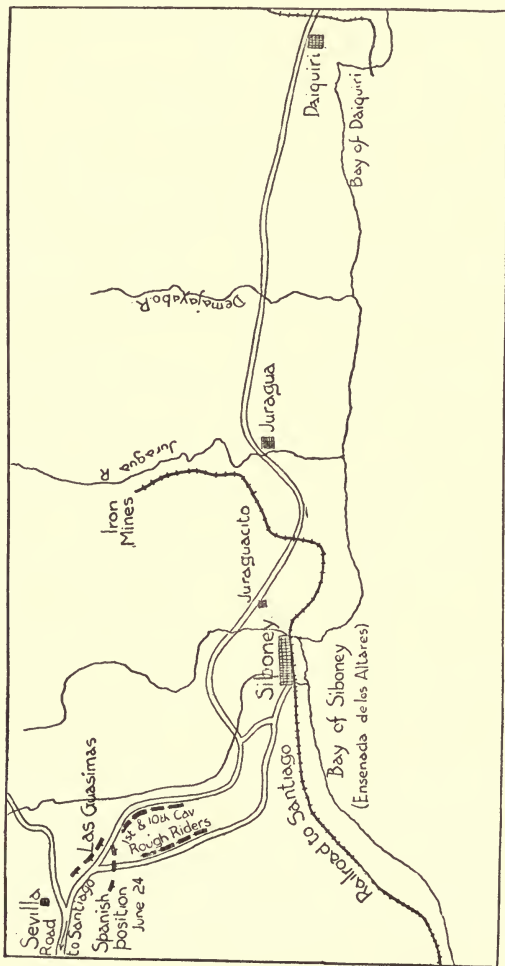 Sevilla
Road
to Santiago
Las Guasimas
Spanish
position
June 24
1st & 10th Cav
Rough Riders
Siboney
Juraguacito
Iron
Mines
Juragua
R
Juragua
Demajayabo R.
Daiquiri
Bay of Daiquiri
Bay of Siboney
(Ensenada de los Altares)
Railroad to Santiago